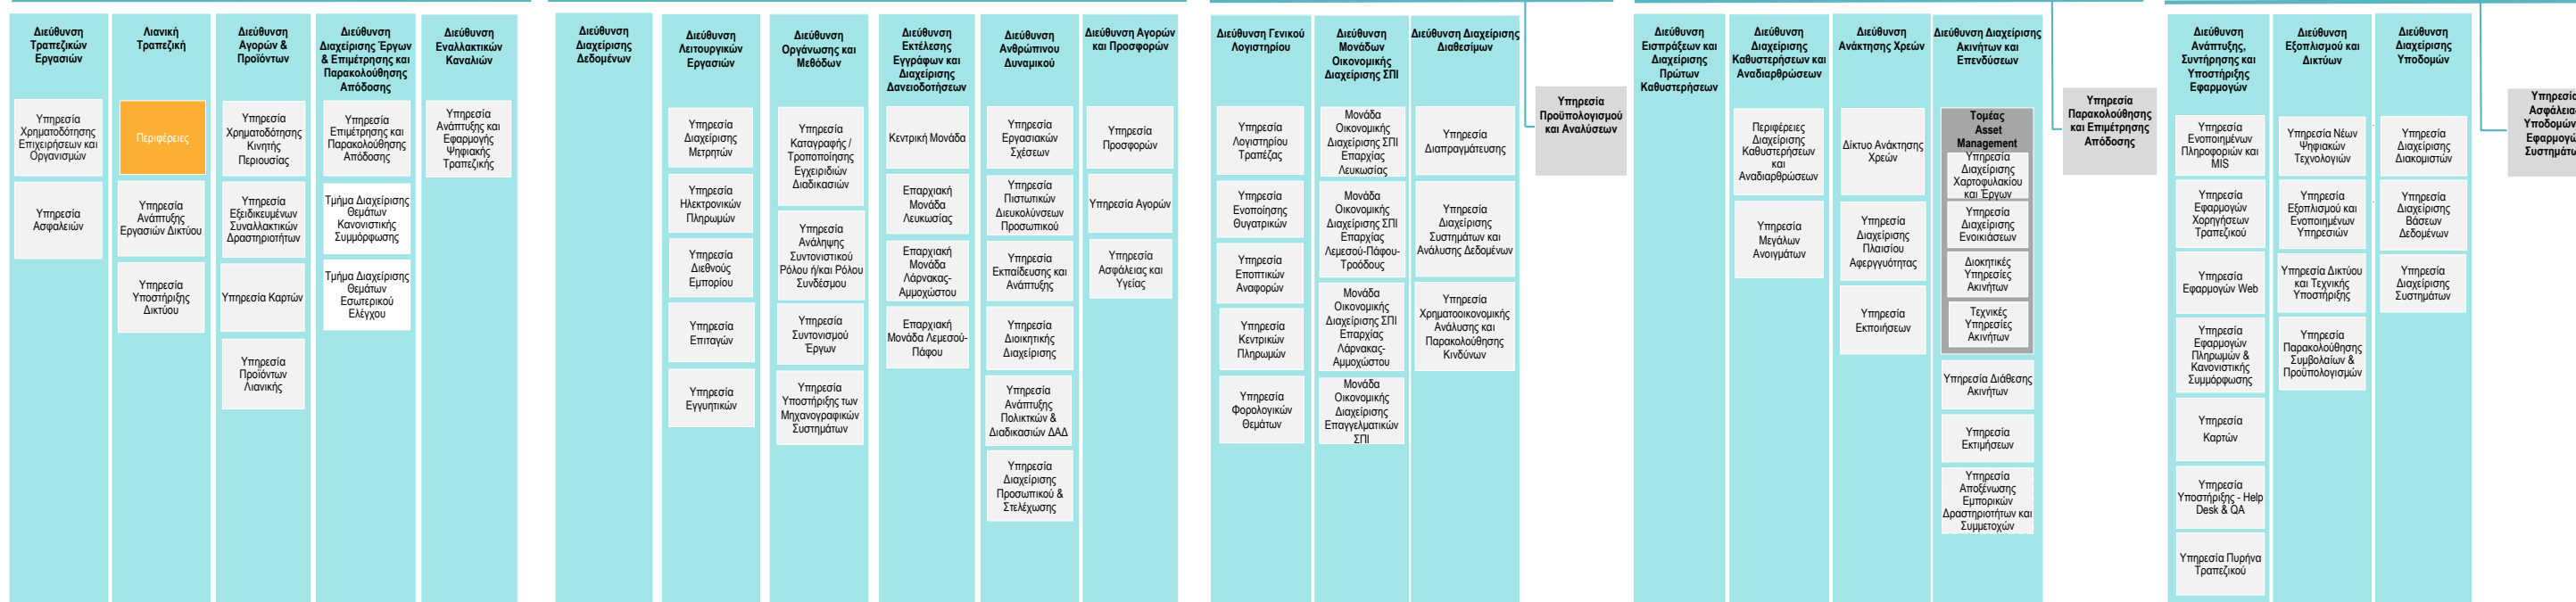 Διεύθυνση
Τραπεζικών
Εργασιών
Υπηρεσία
Χρηματοδότησης
Επιχειρήσεων και
Οργανισμών
Υπηρεσία
Ασφαλειών
Λιανική
Τραπεζική
Περιφέρειες
Υπηρεσία
Ανάπτυξης
Εργασιών Δικτύου
Υπηρεσία
Υποστήριξης
Δικτύου
Διεύθυνση
Αγορών &
Προϊόντων
Υπηρεσία
Χρηματοδότησης
Κινητής
Περιουσίας
Υπηρεσία
Εξειδικευμένων
Συναλλακτικών
Δραστηριοτήτων
Υπηρεσία Καρτών
Υπηρεσία
Προϊόντων
Λιανικής
Διεύθυνση
Διαχείρισης Έργων
& Επιμέτρησης και
Παρακολούθησης
Απόδοσης
Υπηρεσία
Επιμέτρησης και
Παρακολούθησης
Απόδοσης
Τμήμα Διαχείρισης
Θεμάτων
Κανονιστικής
Συμμόρφωσης
Τμήμα Διαχείρισης
Θεμάτων
Εσωτερικού
Ελέγχου
Διεύθυνση
Εναλλακτικών
Καναλιών
Υπηρεσία
Ανάπτυξης και
Εφαρμογής
Ψηφιακής
Τραπεζικής
Διεύθυνση
Διαχείρισης
Δεδομένων
Διεύθυνση
Λειτουργικών
Εργασιών
Υπηρεσία
Διαχείρισης
Μετρητών
Υπηρεσία
Ηλεκτρονικών
Πληρωμών
Υπηρεσία
Διεθνούς
Εμπορίου
Υπηρεσία
Επιταγών
Υπηρεσία
Εγγυητικών
Διεύθυνση
Οργάνωσης και
Μεθόδων
Υπηρεσία
Καταγραφής /
Τροποποίησης
Εγχειριδιών
Διαδικασιών
Υπηρεσία
Ανάληψης
Συντονιστικού
Ρόλου ή/και Ρόλου
Συνδέσμου
Υπηρεσία
Συντονισμού
Έργων
Υπηρεσία
Υποστήριξης των
Μηχανογραφικών
Συστημάτων
Διεύθυνση
Εκτέλεσης
Εγγράφων και
Διαχείρισης
Δανειοδοτήσεων
Κεντρική Μονάδα
Επαρχιακή
Μονάδα
Λευκωσίας
Επαρχιακή
Μονάδα
Λάρνακας-
Αμμοχώστου
Επαρχιακή
Μονάδα Λεμεσού-
Πάφου
Διεύθυνση
Ανθρώπινου
Δυναμικού
Υπηρεσία
Εργασιακών
Σχέσεων
Υπηρεσία
Πιστωτικών
Διευκολύνσεων
Προσωπικού
Υπηρεσία
Εκπαίδευσης και
Ανάπτυξης
Υπηρεσία
Διοικητικής
Διαχείρισης
Υπηρεσία
Ανάπτυξης
Πολικτκών &
Διαδικασιών ΔΑΔ
Υπηρεσία
Διαχείρισης
Προσωπικού &
Στελέχωσης
Διεύθυνση Αγορών
και Προσφορών
Υπηρεσία
Προσφορών
Υπηρεσία Αγορών
Υπηρεσία
Ασφάλειας και
Υγείας
Διεύθυνση Γενικού
Λογιστηρίου
Υπηρεσία
Λογιστηρίου
Τραπέζας
Υπηρεσία
Ενοποίησης
Θυγατρικών
Υπηρεσία
Εποπτικών
Αναφορών
Υπηρεσία
Κεντρικών
Πληρωμών
Υπηρεσία
Φορολογικών
Θεμάτων
Διεύθυνση
Μονάδων
Οικονομικής
Διαχείρισης ΣΠΙ
Μονάδα
Οικονομικής
Διαχείρισης ΣΠΙ
Επαρχίας
Λευκωσίας
Μονάδα
Οικονομικής
Διαχείρισης ΣΠΙ
Επαρχίας
Λεμεσού-Πάφου-
Τροόδους
Μονάδα
Οικονομικής
Διαχείρισης ΣΠΙ
Επαρχίας
Λάρνακας-
Αμμοχώστου
Μονάδα
Οικονομικής
Διαχείρισης
Επαγγελματικών
ΣΠΙ
Διεύθυνση Διαχείρισης
Διαθεσίμων
Υπηρεσία
Διαπραγμάτευσης
Υπηρεσία
Διαχείρισης
Συστημάτων και
Ανάλυσης Δεδομένων
Υπηρεσία
Χρηματοοικονομικής
Ανάλυσης και
Παρακολούθησης
Κινδύνων
Υπηρεσία
Προϋπολογισμού
και Αναλύσεων
Διεύθυνση
Εισπράξεων και
Διαχείρισης
Πρώτων
Καθυστερήσεων
Διεύθυνση
Διαχείρισης
Καθυστερήσεων και
Αναδιαρθρώσεων
Περιφέρειες
Διαχείρισης
Καθυστερήσεων
και
Αναδιαρθρώσεων
Υπηρεσία
Μεγάλων
Ανοιγμάτων
Διεύθυνση
Ανάκτησης Χρεών
Δίκτυο Ανάκτησης
Χρεών
Υπηρεσία
Διαχείρισης
Πλαισίου
Αφεργγυότητας
Υπηρεσία
Εκποιήσεων
Διεύθυνση Διαχείρισης
Ακινήτων και
Επενδύσεων
Τομέας
Asset
Management
Υπηρεσία
Διαχείρισης
Χαρτοφυλακίου
και Έργων
Υπηρεσία
Διαχείρισης
Ενοικιάσεων
Διοκητικές
Υπηρεσίες
Ακινήτων
Τεχνικές
Υπηρεσίες
Ακινήτων
Υπηρεσία Διάθεσης
Ακινήτων
Υπηρεσία
Εκτιμήσεων
Υπηρεσία
Αποξένωσης
Εμπορικών
Δραστηριοτήτων και
Συμμετοχών
Υπηρεσία
Παρακολούθησης
και Επιμέτρησης
Απόδοσης
Διεύθυνση
Ανάπτυξης,
Συντήρησης και
Υποστήριξης
Εφαρμογών
Υπηρεσία
Ενοποιημένων
Πληροφοριών και
MIS
Υπηρεσία
Εφαρμογών
Χορηγήσεων
Τραπεζικού
Υπηρεσία
Εφαρμογών Web
Υπηρεσία
Εφαρμογών
Πληρωμών &
Κανονιστικής
Συμμόρφωσης
Υπηρεσία
Καρτών
Υπηρεσία
Υποστήριξης - Help
Desk & QA
Υπηρεσία Πυρήνα
Τραπεζικού
Διεύθυνση
Εξοπλισμού και
Δικτύων
Υπηρεσία Νέων
Ψηφιακών
Τεχνολογιών
Υπηρεσία
Εξοπλισμού και
Ενοποιημένων
Υπηρεσιών
Υπηρεσία Δικτύου
και Τεχνικής
Υποστήριξης
Υπηρεσία
Παρακολούθησης
Συμβολαίων &
Προϋπολογισμών
Διεύθυνση
Διαχείρισης
Υποδομών
Υπηρεσία
Διαχείρισης
Διακομιστών
Υπηρεσία
Διαχείρισης
Βάσεων
Δεδομένων
Υπηρεσία
Διαχείρισης
Συστημάτων